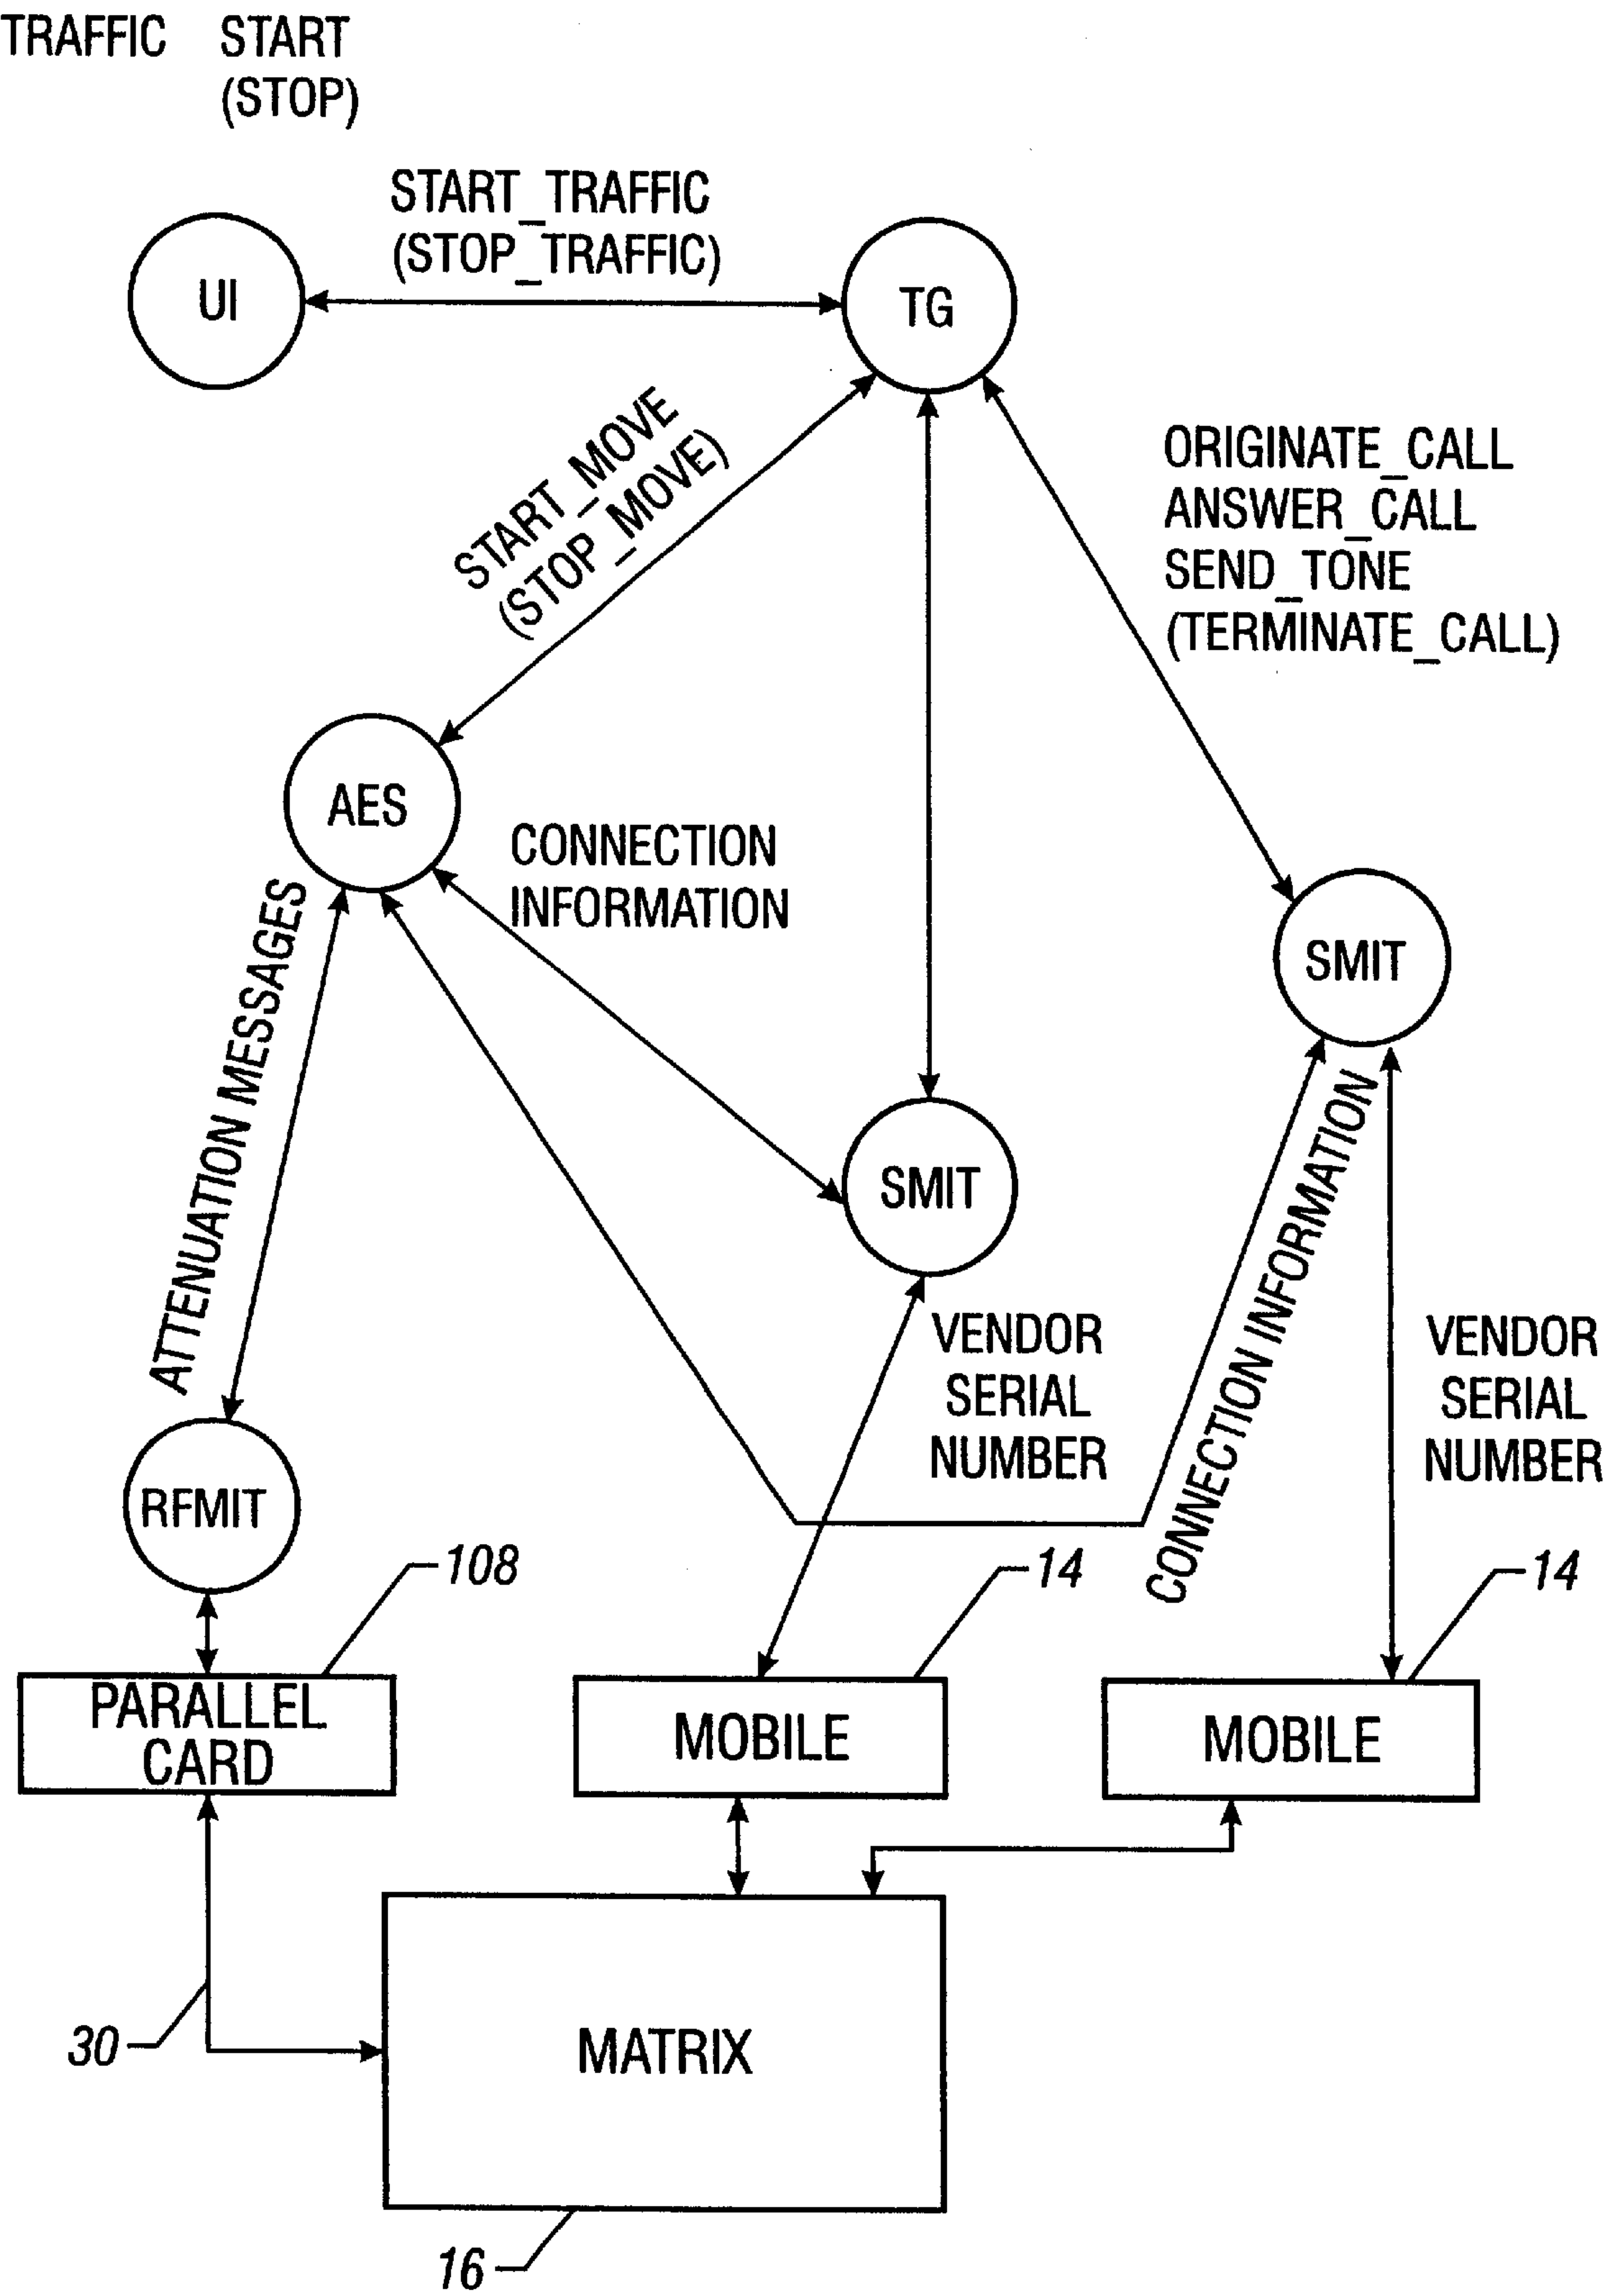 TRAFFIC START
(STOP)
START_TRAFFIC
(STOP_TRAFFIC)
UI
TG
START_MOVE
(STOP_MOVE)
ORIGINATE_CALL
ANSWER_CALL
SEND_TONE
(TERMINATE_CALL)
AES
CONNECTION
INFORMATION
SMIT
ATTENUATION MESSAGES
SMIT
CONNECTION INFORMATION
VENDOR
SERIAL
NUMBER
VENDOR
SERIAL
NUMBER
RFMIT
108
14
14
PARALLEL
CARD
MOBILE
MOBILE
30
MATRIX
16